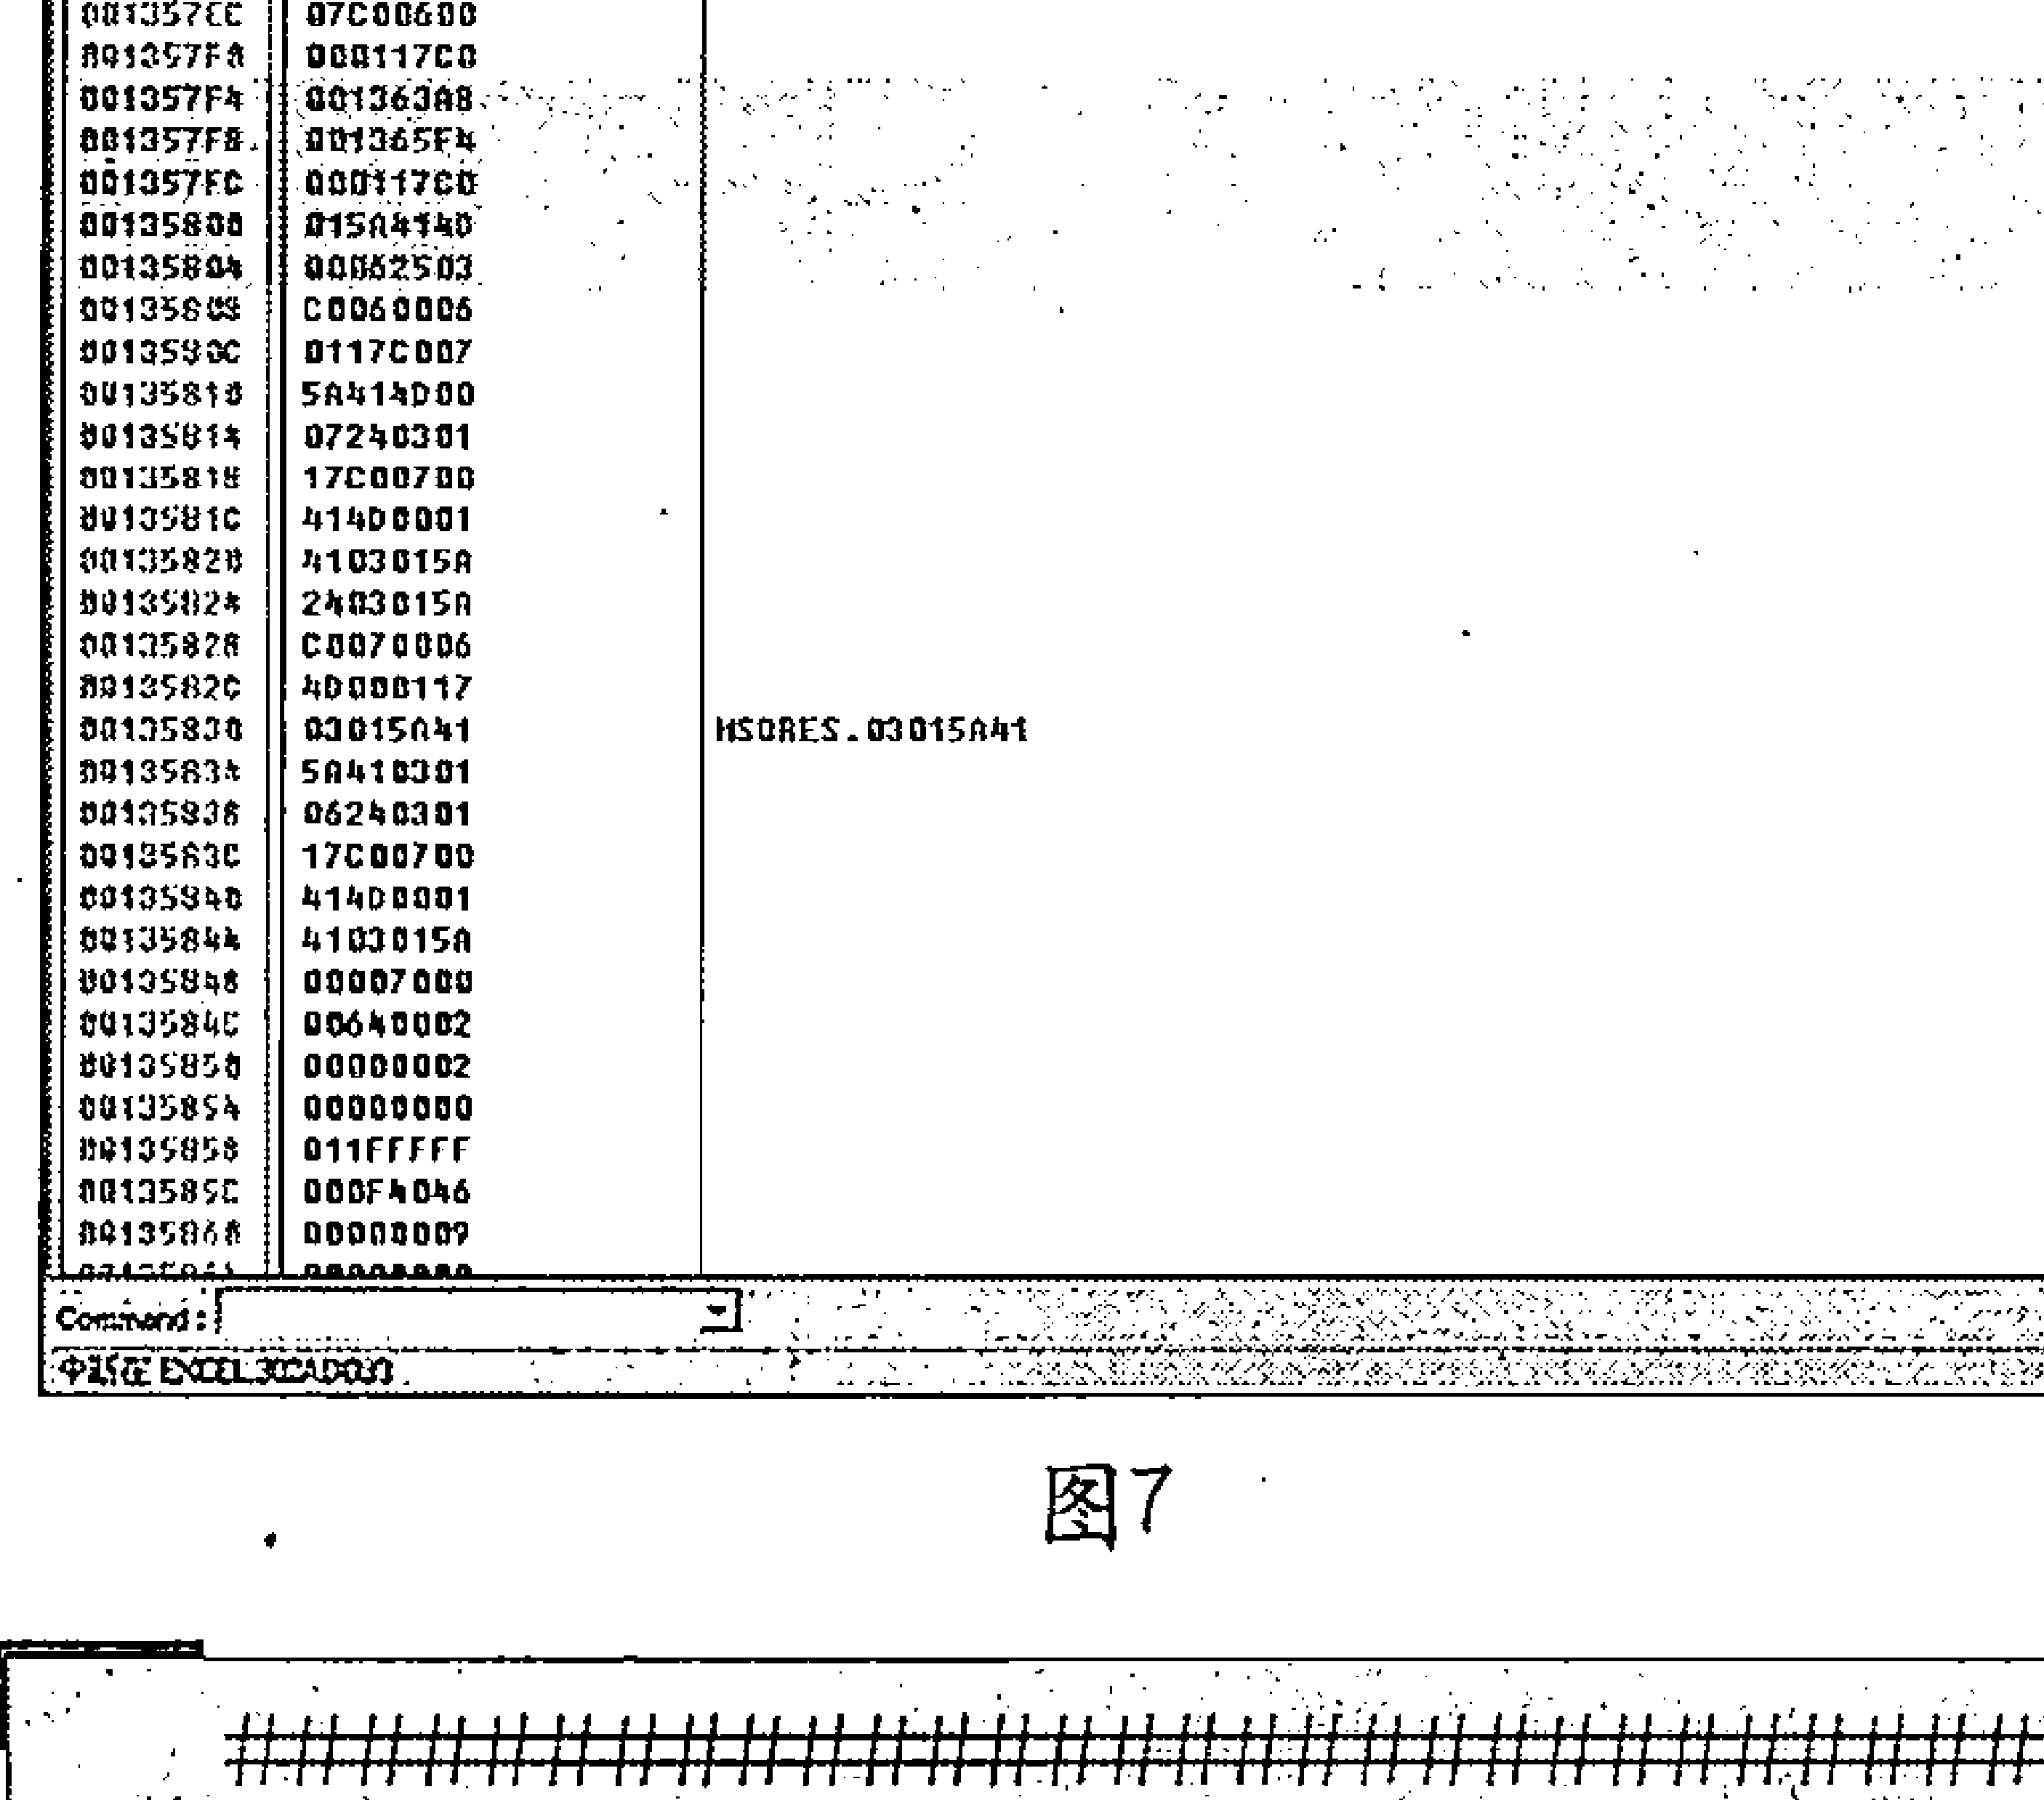 001357EC 07C00600
001357F0 000117C0
001357F4 001363A8
001357F8 001365F4
001357FC 000117C0
00135800 015A414D
00135804 00062503
00135808 C0060006
0013580C 0117C007
00135810 5A414D00
00135814 07240301
00135818 17C00700
0013581C 414D0001
00135820 4103015A
00135824 2403015A
00135828 C0070006
0013582C 4D000117
00135830 03015A41 MSORES.03015A41
00135834 5A410301
00135838 06240301
0013583C 17C00700
00135840 414D0001
00135844 4103015A
00135848 00007000
0013584C 00640002
00135850 00000002
00135854 00000000
00135858 011FFFFF
0013585C 000F4046
00135860 00000009
Command:
EXCEL.30CAD030
图7